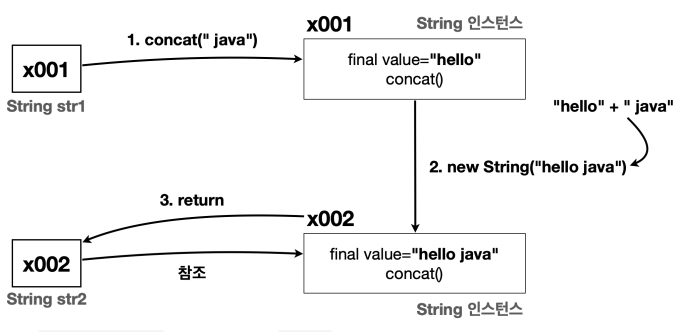 x001
String 인스턴스
1. concat(" java")
x001
String str1
final value="hello"
concat()
"hello" + " java"
2. new String("hello java")
3. return
x002
x002
String str2
참조
final value="hello java"
concat()
String 인스턴스